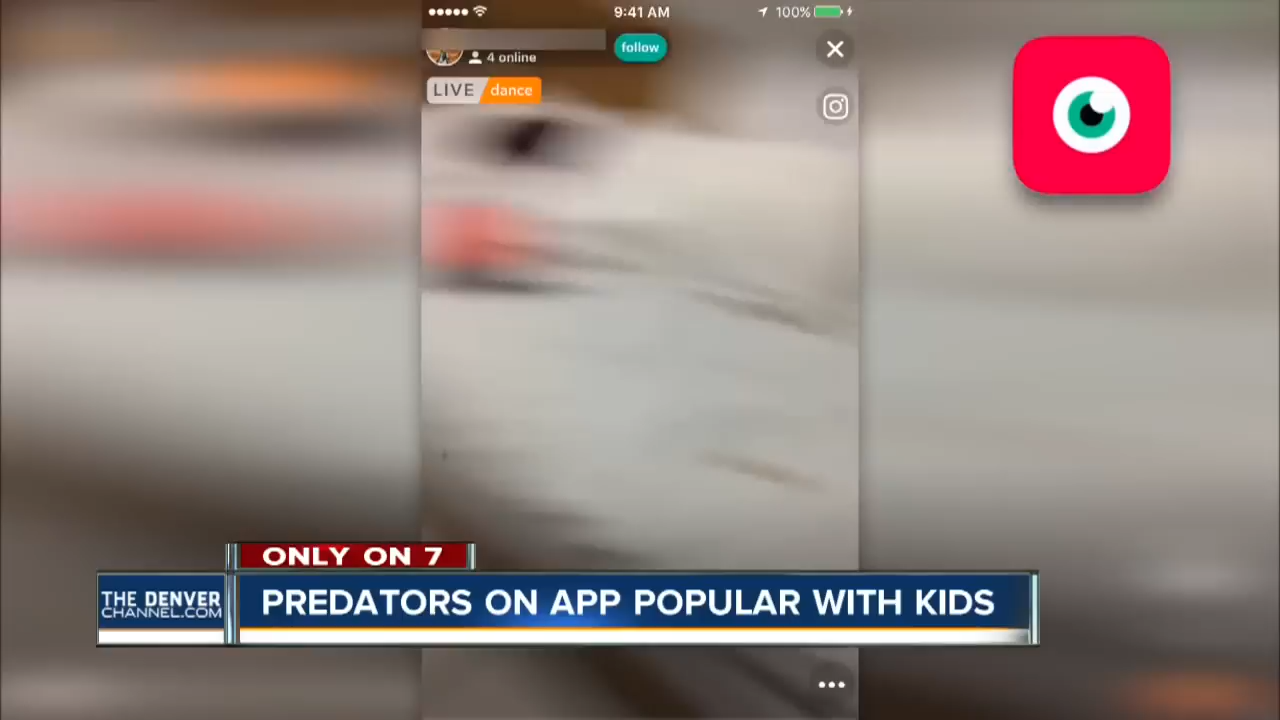 9:41 AM
100%
4 online
follow
LIVE dance
ONLY ON 7
THE DENVER
CHANNEL.COM
PREDATORS ON APP POPULAR WITH KIDS